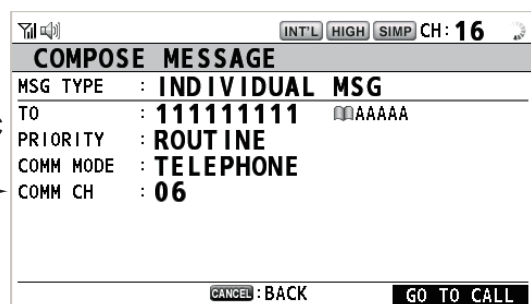 INT'L HIGH SIMP CH: 16
COMPOSE MESSAGE
MSG TYPE : INDIVIDUAL MSG
TO : 111111111 AAAAA
PRIORITY : ROUTINE
COMM MODE : TELEPHONE
COMM CH : 06
CANCEL : BACK GO TO CALL